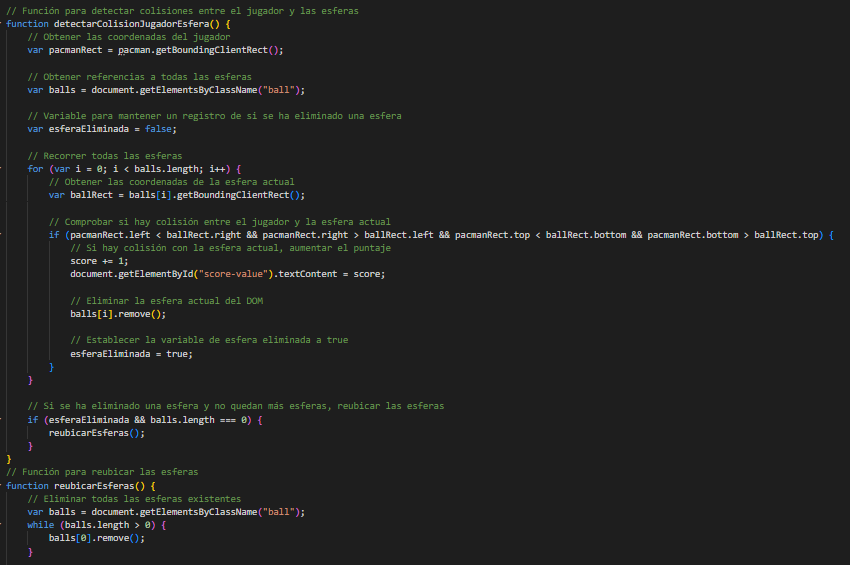 // Función para detectar colisiones entre el jugador y las esferas
function detectarColisionJugadorEsfera() {
// Obtener las coordenadas del jugador
var pacmanRect = pacman.getBoundingClientRect();
// Obtener referencias a todas las esferas
var balls = document.getElementsByClassName("ball");
// Variable para mantener un registro de si se ha eliminado una esfera
var esferaEliminada = false;
// Recorrer todas las esferas
for (var i = 0; i < balls.length; i++) {
// Obtener las coordenadas de la esfera actual
var ballRect = balls[i].getBoundingClientRect();
// Comprobar si hay colisión entre el jugador y la esfera actual
if (pacmanRect.left < ballRect.right && pacmanRect.right > ballRect.left && pacmanRect.top < ballRect.bottom && pacmanRect.bottom > ballRect.top) {
// Si hay colisión con la esfera actual, aumentar el puntaje
score += 1;
document.getElementById("score-value").textContent = score;
// Eliminar la esfera actual del DOM
balls[i].remove();
// Establecer la variable de esfera eliminada a true
esferaEliminada = true;
}
}
// Si se ha eliminado una esfera y no quedan más esferas, reubicar las esferas
if (esferaEliminada && balls.length === 0) {
reubicarEsferas();
}
}
// Función para reubicar las esferas
function reubicarEsferas() {
// Eliminar todas las esferas existentes
var balls = document.getElementsByClassName("ball");
while (balls.length > 0) {
balls[0].remove();
}